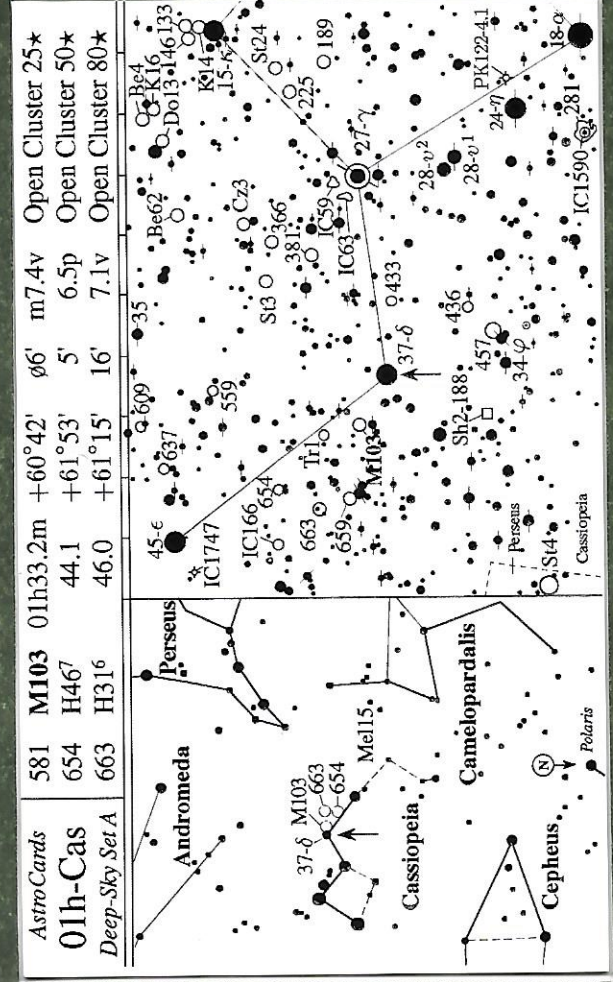 AstroCards
01h-Cas
Deep-Sky Set A
581 M103 01h33.2m +60°42' ø6' m7.4v Open Cluster 25★
654 H46⁷ 44.1 +61°53' 5' 6.5p Open Cluster 50★
663 H31⁶ 46.0 +61°15' 16' 7.1v Open Cluster 80★
Andromeda
Perseus
M103
663
654
37-δ
Mel15
Cassiopeia
Camelopardalis
Cepheus
N
Polaris
45-ε
IC1747
637
609
35
Be62
Be4
K16
Do13
146
133
K14
15-κ
St24
189
225
559
Cz3
366
381
St3
IC166
654
663
659
Tr1
M103
IC59
IC63
27-γ
433
37-δ
28-υ²
28-υ¹
PK122-4.1
24-η
18-α
281
IC1590
436
457
34-φ
Sh2-188
Perseus
Cassiopeia
St4